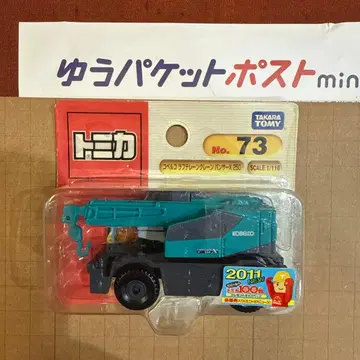 ゆうパケットポストmini
トミカ
TAKARA
TOMY
No. 73
コベルコ ラフテレーンクレーン パンサーX 250
SCALE 1/116
KOBELCO
2011